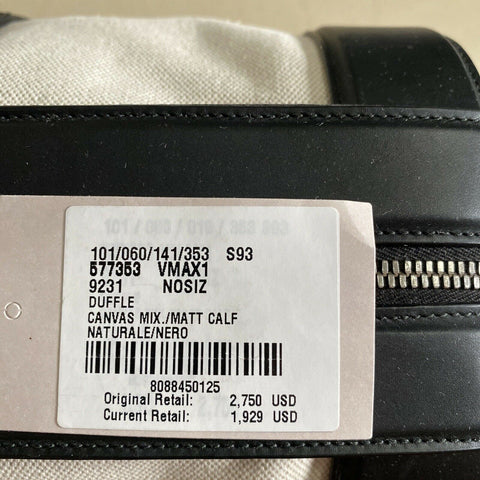 101/060/141/353 S93
577353 VMAX1
9231 NOSIZ
DUFFLE
CANVAS MIX./MATT CALF
NATURALE/NERO
8088450125
Original Retail: 2,750 USD
Current Retail: 1,929 USD